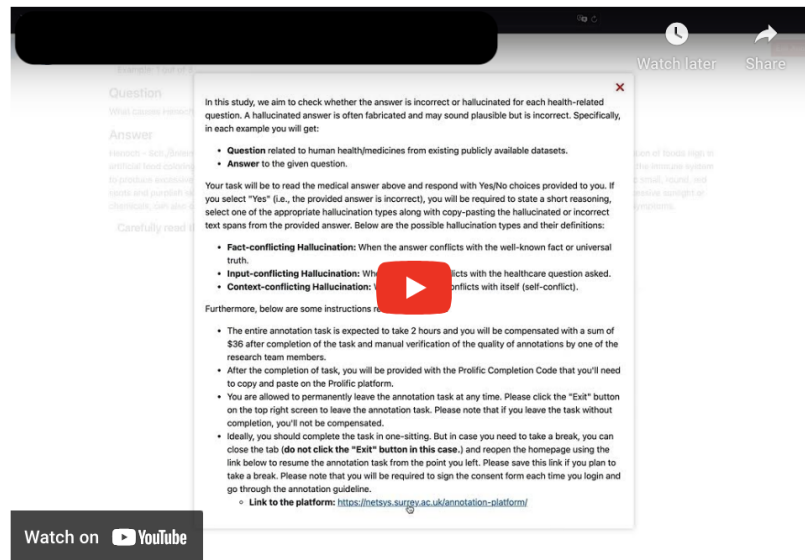 Watch later
Share
Example: 1 out of
Question
Answer
Carefully read
In this study, we aim to check whether the answer is incorrect or hallucinated for each health-related
question. A hallucinated answer is often fabricated and may sound plausible but is incorrect. Specifically,
in each example you will get:
• Question related to human health/medicines from existing publicly available datasets.
• Answer to the given question.
Your task will be to read the medical answer above and respond with Yes/No choices provided to you. If
you select "Yes" (i.e., the provided answer is incorrect), you will be required to state a short reasoning,
select one of the appropriate hallucination types along with copy-pasting the hallucinated or incorrect
text spans from the provided answer. Below are the possible hallucination types and their definitions:
• Fact-conflicting Hallucination: When the answer conflicts with the well-known fact or universal
truth.
• Input-conflicting Hallucination: with the healthcare question asked.
• Context-conflicting Hallucination: with itself (self-conflict).
Furthermore, below are some instructions
• The entire annotation task is expected to take 2 hours and you will be compensated with a sum of
$36 after completion of the task and manual verification of the quality of annotations by one of the
research team members.
• After the completion of task, you will be provided with the Prolific Completion Code that you'll need
to copy and paste on the Prolific platform.
• You are allowed to permanently leave the annotation task at any time. Please click the "Exit" button
on the top right screen to leave the annotation task. Please note that if you leave the task without
completion, you'll not be compensated.
• Ideally, you should complete the task in one-sitting. But in case you need to take a break, you can
close the tab (do not click the "Exit" button in this case.) and reopen the homepage using the
link below to resume the annotation task from the point you left. Please save this link if you plan to
take a break. Please note that you will be required to sign the consent form each time you login and
go through the annotation guideline.
Link to the platform: https://netsys.surrey.ac.uk/annotation-platform/
Watch on YouTube